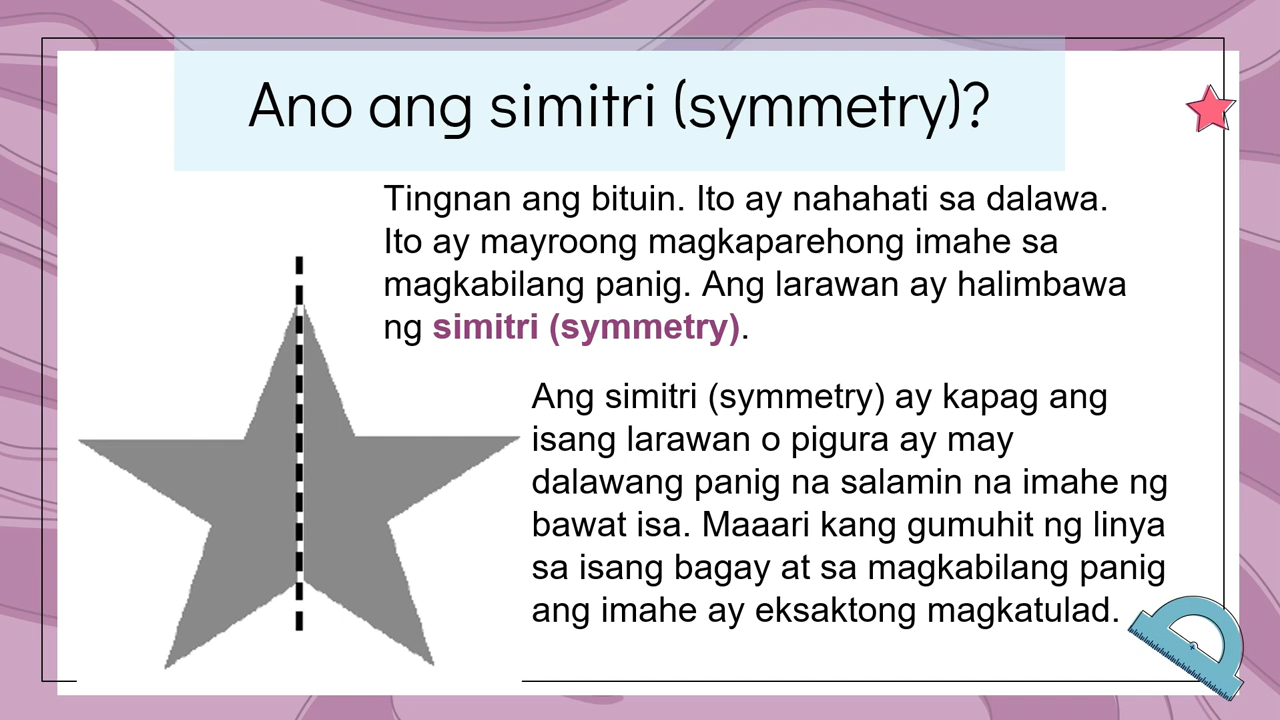 Ano ang simitri (symmetry)?
Tingnan ang bituin. Ito ay nahahati sa dalawa.
Ito ay mayroong magkaparehong imahe sa
magkabilang panig. Ang larawan ay halimbawa
ng simitri (symmetry).
Ang simitri (symmetry) ay kapag ang
isang larawan o pigura ay may
dalawang panig na salamin na imahe ng
bawat isa. Maaari kang gumuhit ng linya
sa isang bagay at sa magkabilang panig
ang imahe ay eksaktong magkatulad.